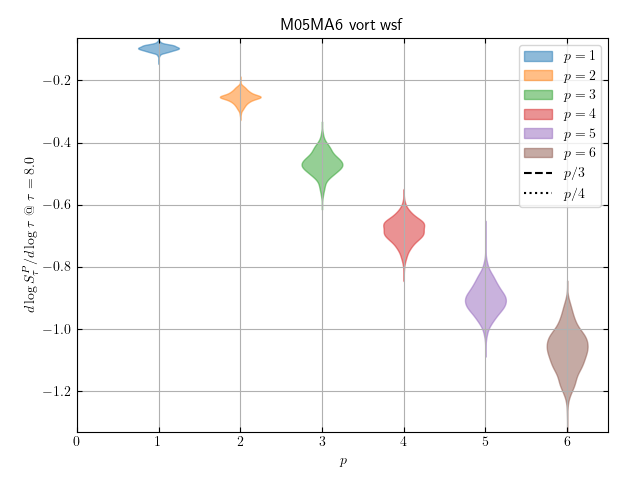 M05MA6 vort wsf
d log S_τ^P / d log τ @ τ = 8.0
−0.2
−0.4
−0.6
−0.8
−1.0
−1.2
0 1 2 3 4 5 6
p
p = 1
p = 2
p = 3
p = 4
p = 5
p = 6
p/3
p/4